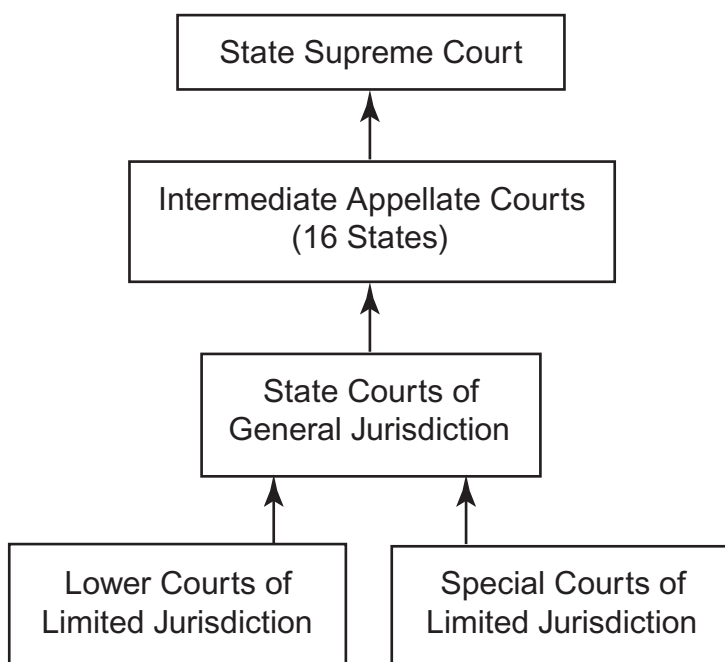 State Supreme Court
Intermediate Appellate Courts
(16 States)
State Courts of
General Jurisdiction
Lower Courts of
Limited Jurisdiction
Special Courts of
Limited Jurisdiction